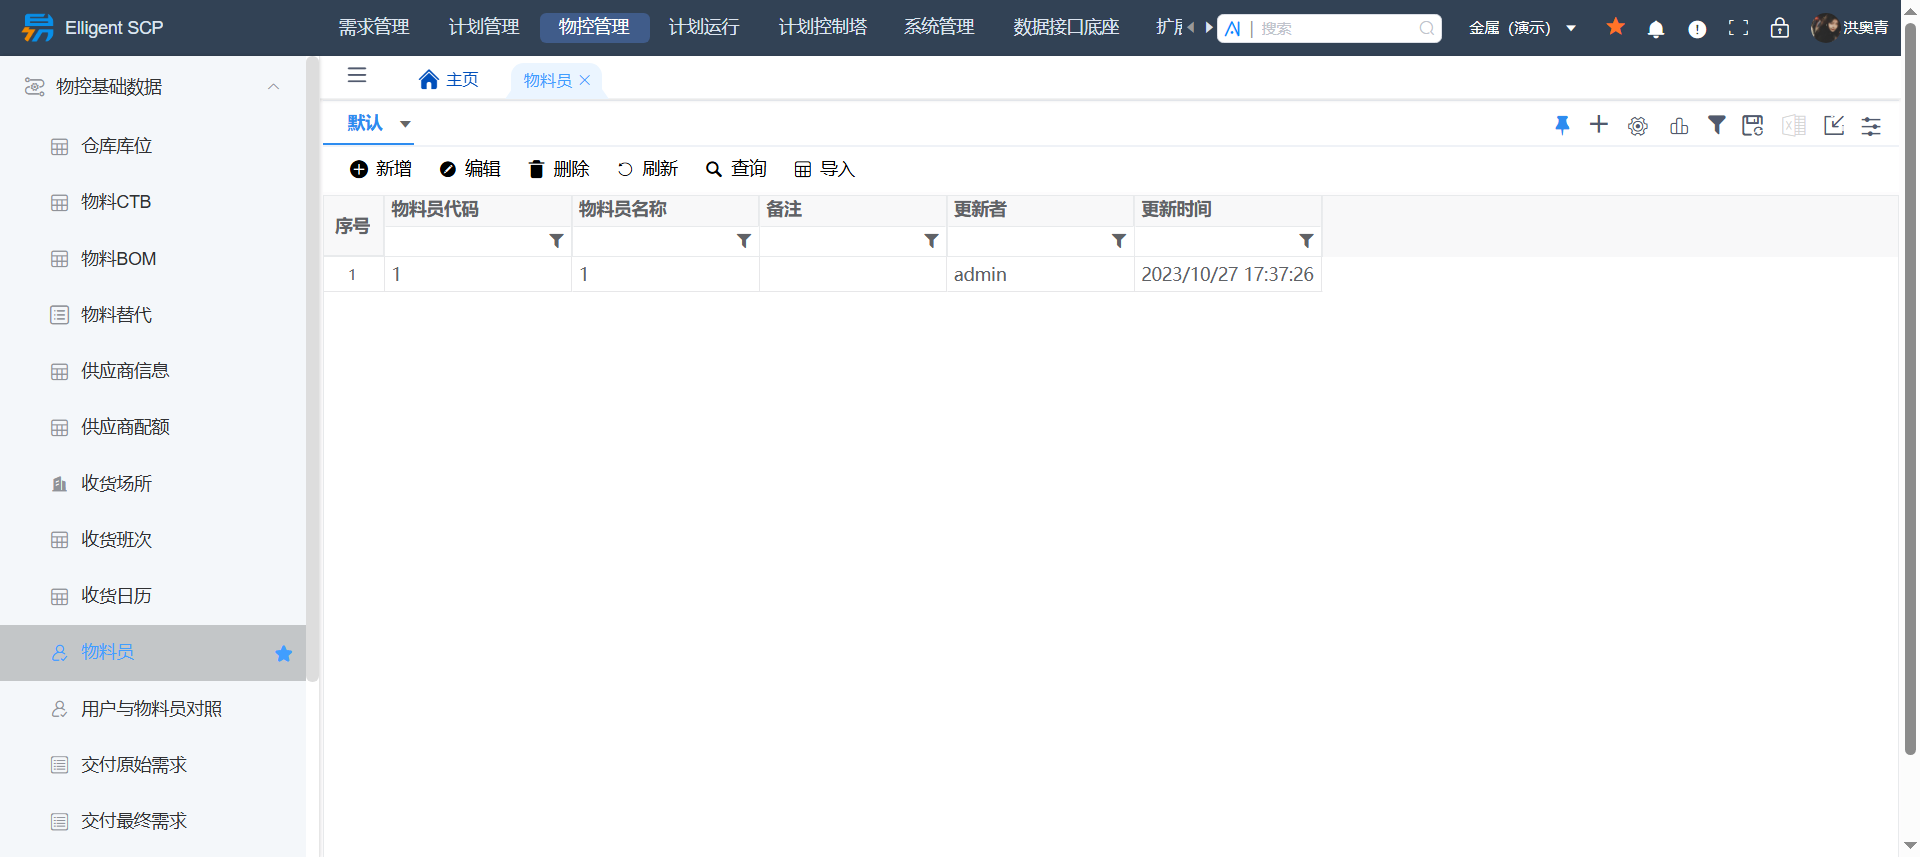 Elligent SCP
需求管理 计划管理 物控管理 计划运行 计划控制塔 系统管理 数据接口底座
搜索
金属（演示）
洪奥青
物控基础数据
仓库库位
物料CTB
物料BOM
物料替代
供应商信息
供应商配额
收货场所
收货班次
收货日历
物料员
用户与物料员对照
交付原始需求
交付最终需求
主页 物料员
默认
新增 编辑 删除 刷新 查询 导入
序号 物料员代码 物料员名称 备注 更新者 更新时间
1 1 1 admin 2023/10/27 17:37:26